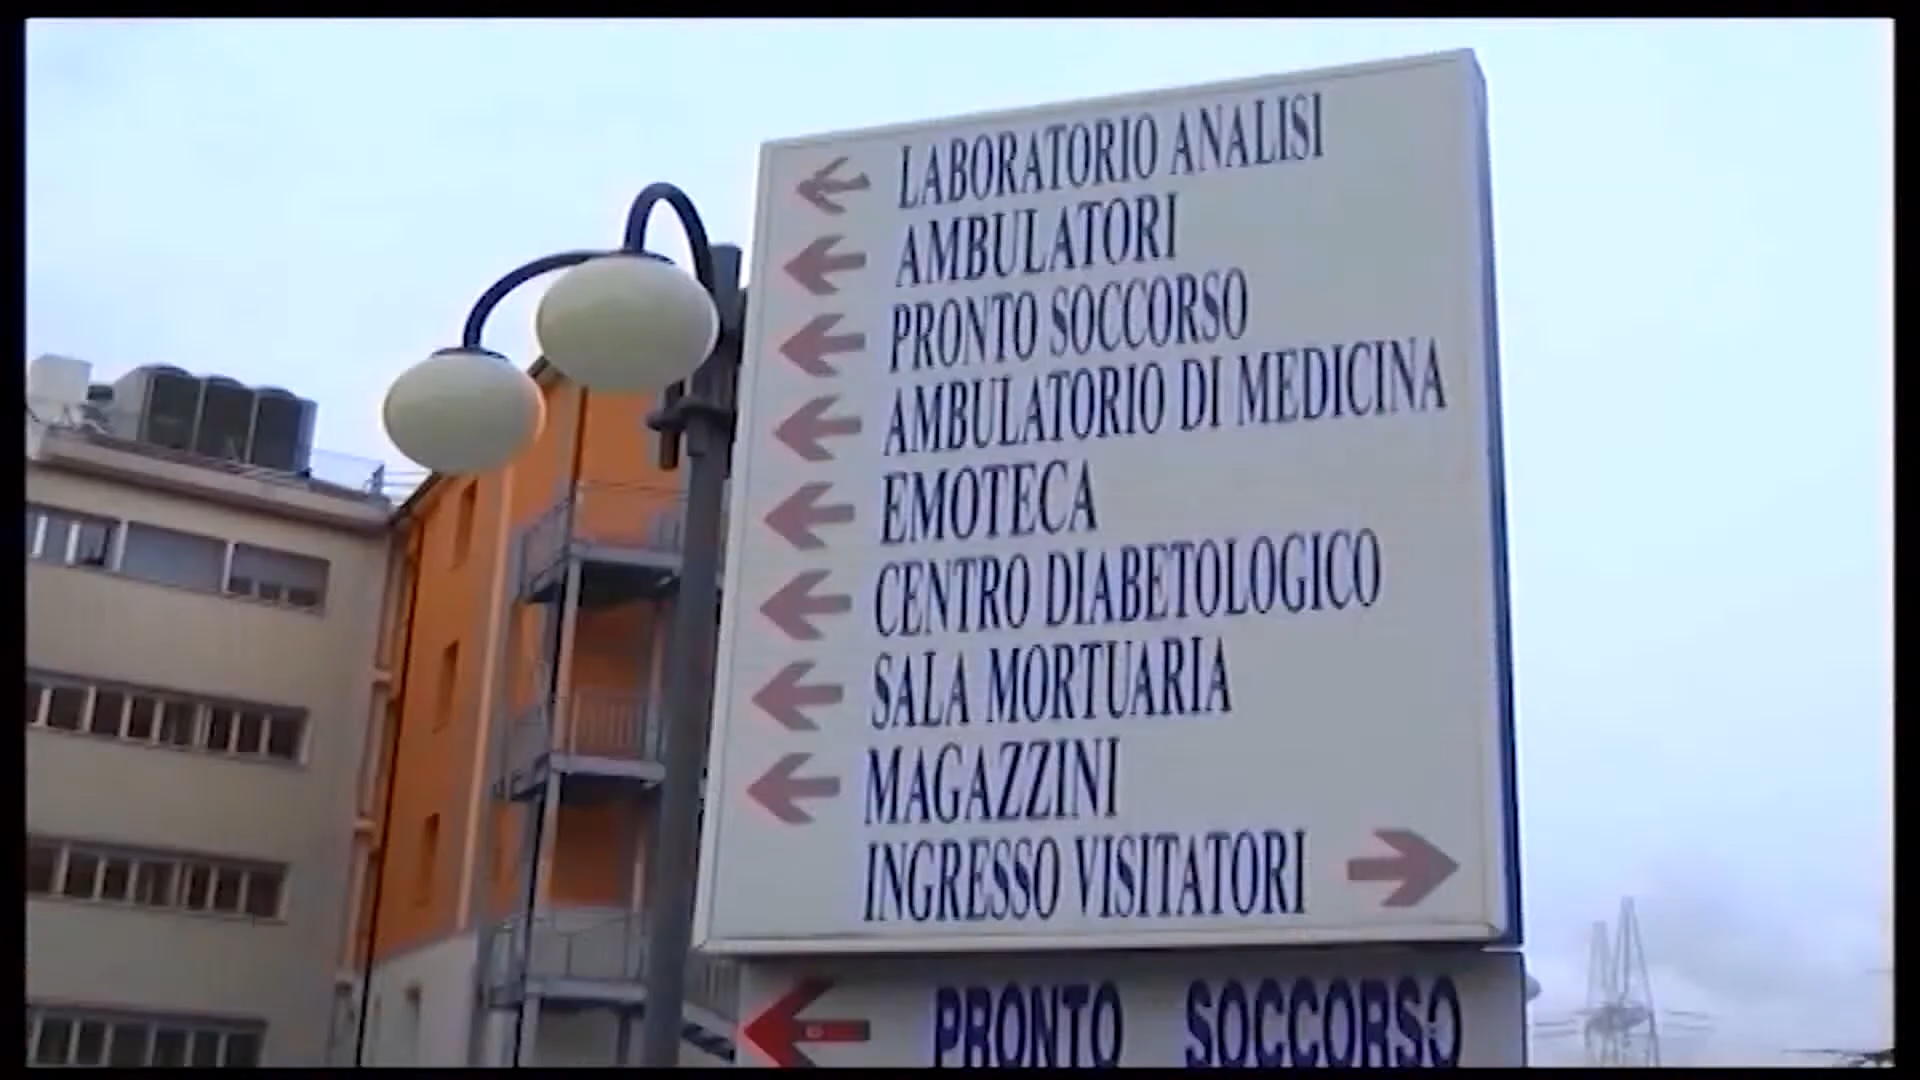 LABORATORIO ANALISI
AMBULATORI
PRONTO SOCCORSO
AMBULATORIO DI MEDICINA
EMOTECA
CENTRO DIABETOLOGICO
SALA MORTUARIA
MAGAZZINI
INGRESSO VISITATORI
PRONTO SOCCORSO